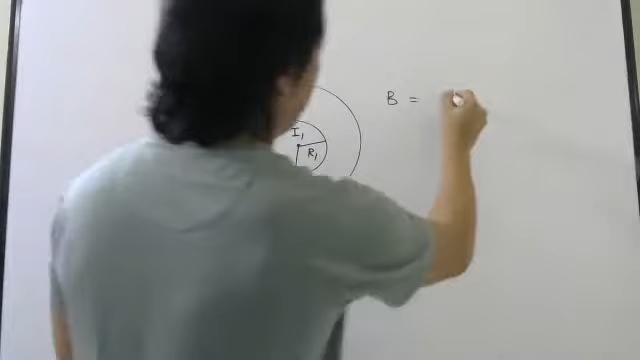 B =
I₁
R₁